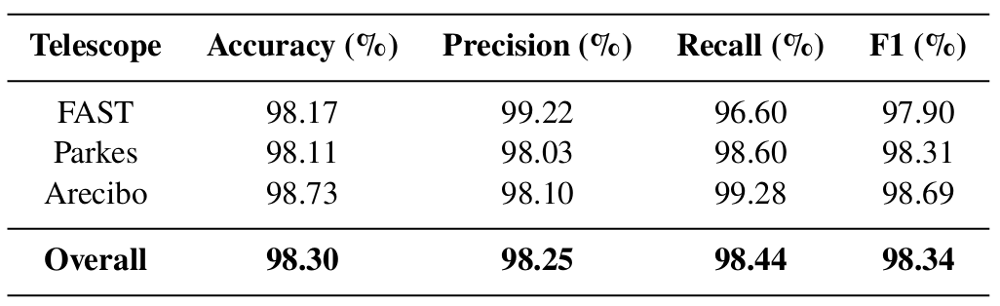 Telescope Accuracy (%) Precision (%) Recall (%) F1 (%)
FAST 98.17 99.22 96.60 97.90
Parkes 98.11 98.03 98.60 98.31
Arecibo 98.73 98.10 99.28 98.69
Overall 98.30 98.25 98.44 98.34